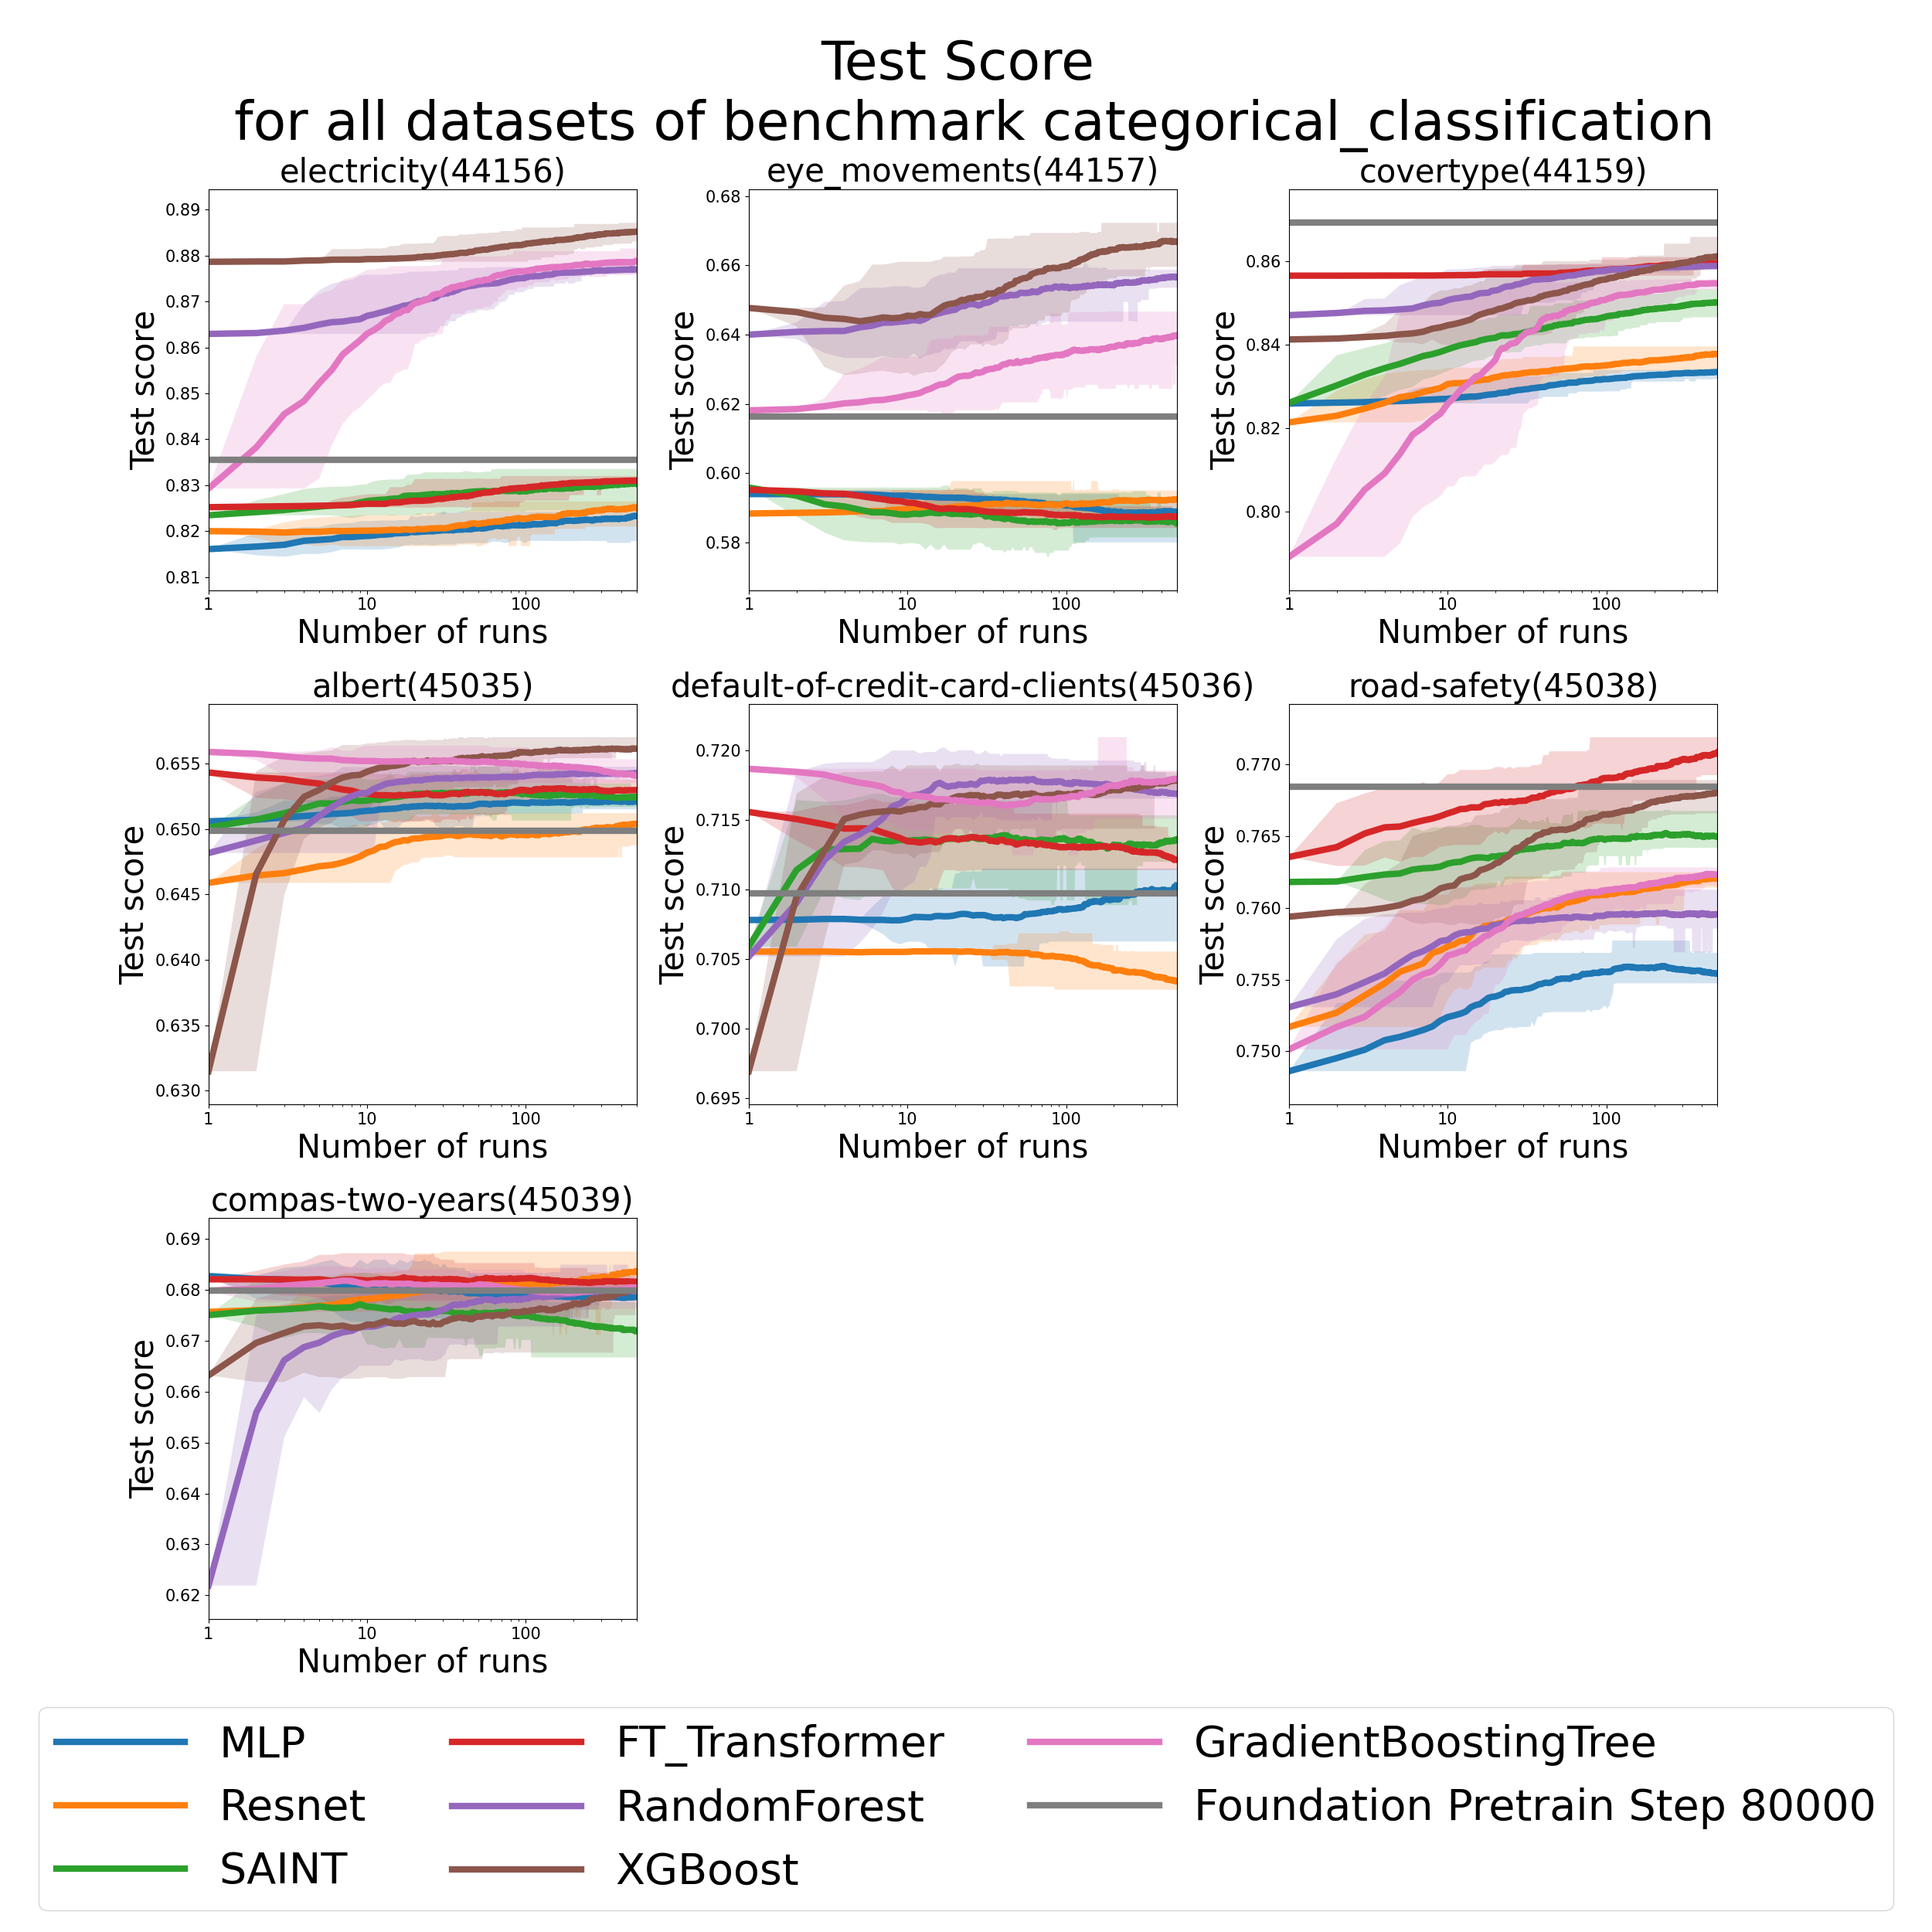 Test Score
for all datasets of benchmark categorical_classification
electricity(44156)
eye_movements(44157)
covertype(44159)
0.89
0.88
0.87
0.86
0.85
0.84
0.83
0.82
0.81
Test score
1
10
100
Number of runs
0.68
0.66
0.64
0.62
0.60
0.58
Test score
1
10
100
Number of runs
0.86
0.84
0.82
0.80
Test score
1
10
100
Number of runs
albert(45035)
default-of-credit-card-clients(45036)
road-safety(45038)
0.655
0.650
0.645
0.640
0.635
0.630
Test score
1
10
100
Number of runs
0.720
0.715
0.710
0.705
0.700
0.695
Test score
1
10
100
Number of runs
0.770
0.765
0.760
0.755
0.750
Test score
1
10
100
Number of runs
compas-two-years(45039)
0.69
0.68
0.67
0.66
0.65
0.64
0.63
0.62
Test score
1
10
100
Number of runs
MLP
Resnet
SAINT
FT_Transformer
RandomForest
XGBoost
GradientBoostingTree
Foundation Pretrain Step 80000